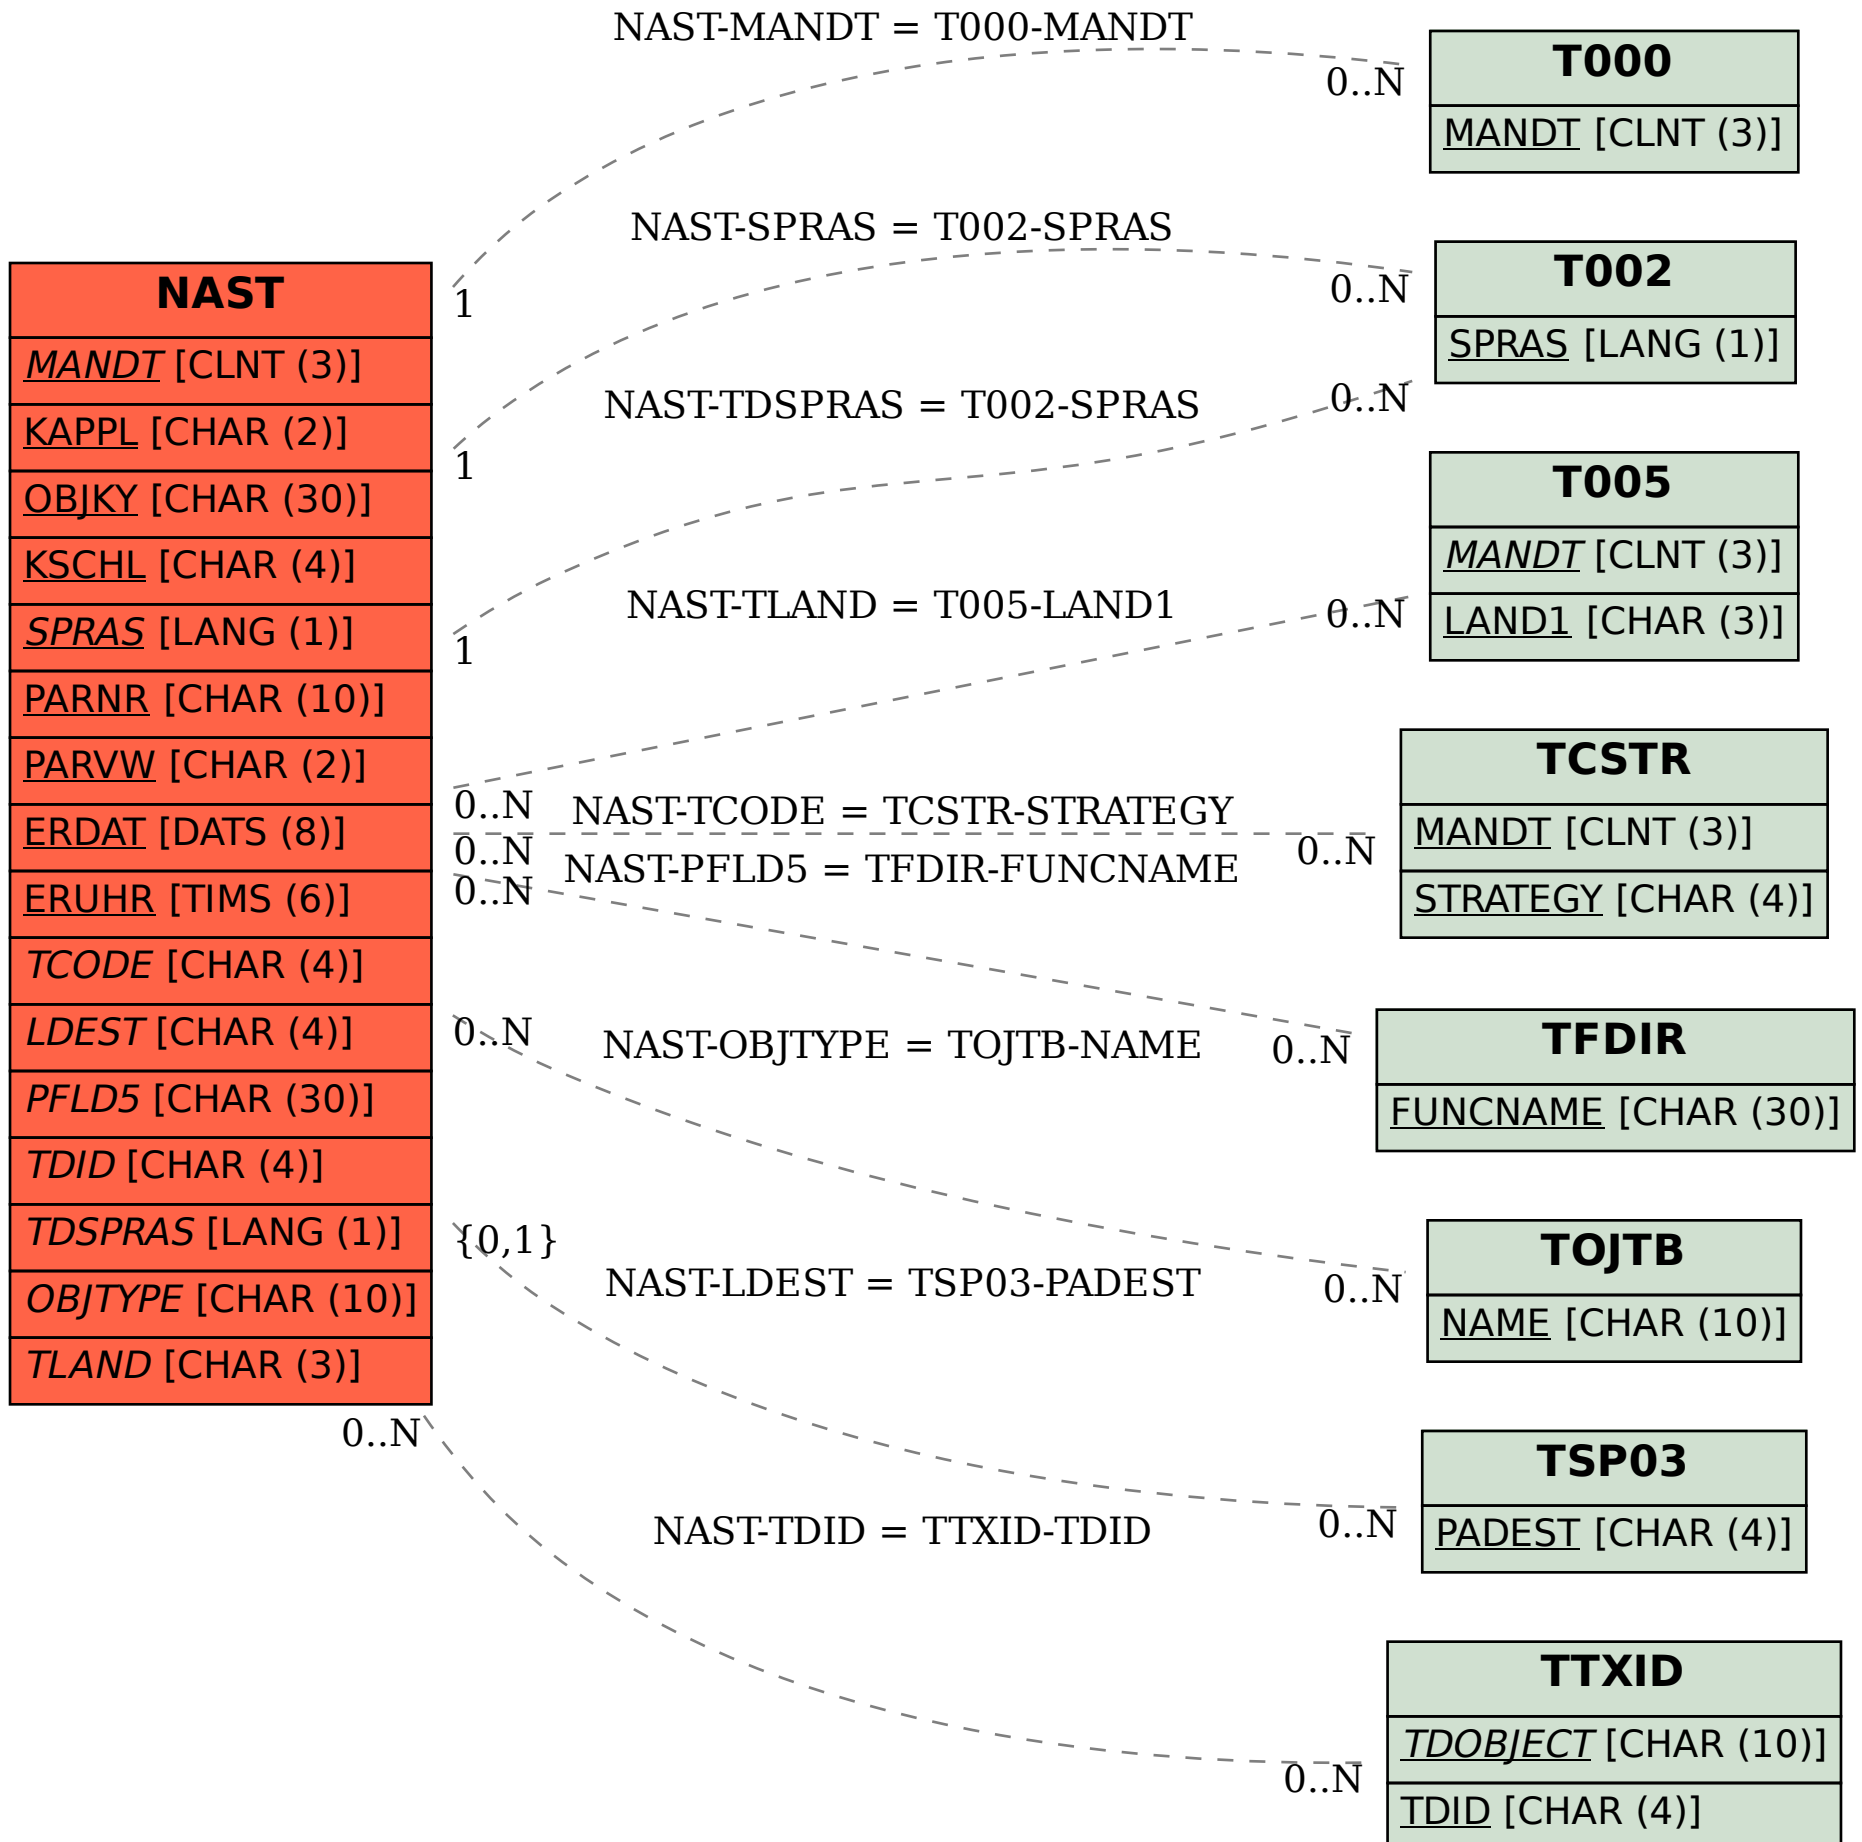 NAST-MANDT = T000-MANDT
0..N
1
T000
MANDT [CLNT (3)]
NAST-SPRAS = T002-SPRAS
0..N
1
T002
SPRAS [LANG (1)]
NAST-TDSPRAS = T002-SPRAS
0..N
1
NAST
MANDT [CLNT (3)]
KAPPL [CHAR (2)]
OBJKY [CHAR (30)]
KSCHL [CHAR (4)]
SPRAS [LANG (1)]
PARNR [CHAR (10)]
PARVW [CHAR (2)]
ERDAT [DATS (8)]
ERUHR [TIMS (6)]
TCODE [CHAR (4)]
LDEST [CHAR (4)]
PFLD5 [CHAR (30)]
TDID [CHAR (4)]
TDSPRAS [LANG (1)]
OBJTYPE [CHAR (10)]
TLAND [CHAR (3)]
NAST-TLAND = T005-LAND1
0..N
0..N
T005
MANDT [CLNT (3)]
LAND1 [CHAR (3)]
NAST-TCODE = TCSTR-STRATEGY
0..N
0..N
TCSTR
MANDT [CLNT (3)]
STRATEGY [CHAR (4)]
NAST-PFLD5 = TFDIR-FUNCNAME
0..N
0..N
TFDIR
FUNCNAME [CHAR (30)]
NAST-OBJTYPE = TOJTB-NAME
0..N
0..N
TOJTB
NAME [CHAR (10)]
NAST-LDEST = TSP03-PADEST
{0,1}
0..N
TSP03
PADEST [CHAR (4)]
NAST-TDID = TTXID-TDID
0..N
0..N
TTXID
TDOBJECT [CHAR (10)]
TDID [CHAR (4)]